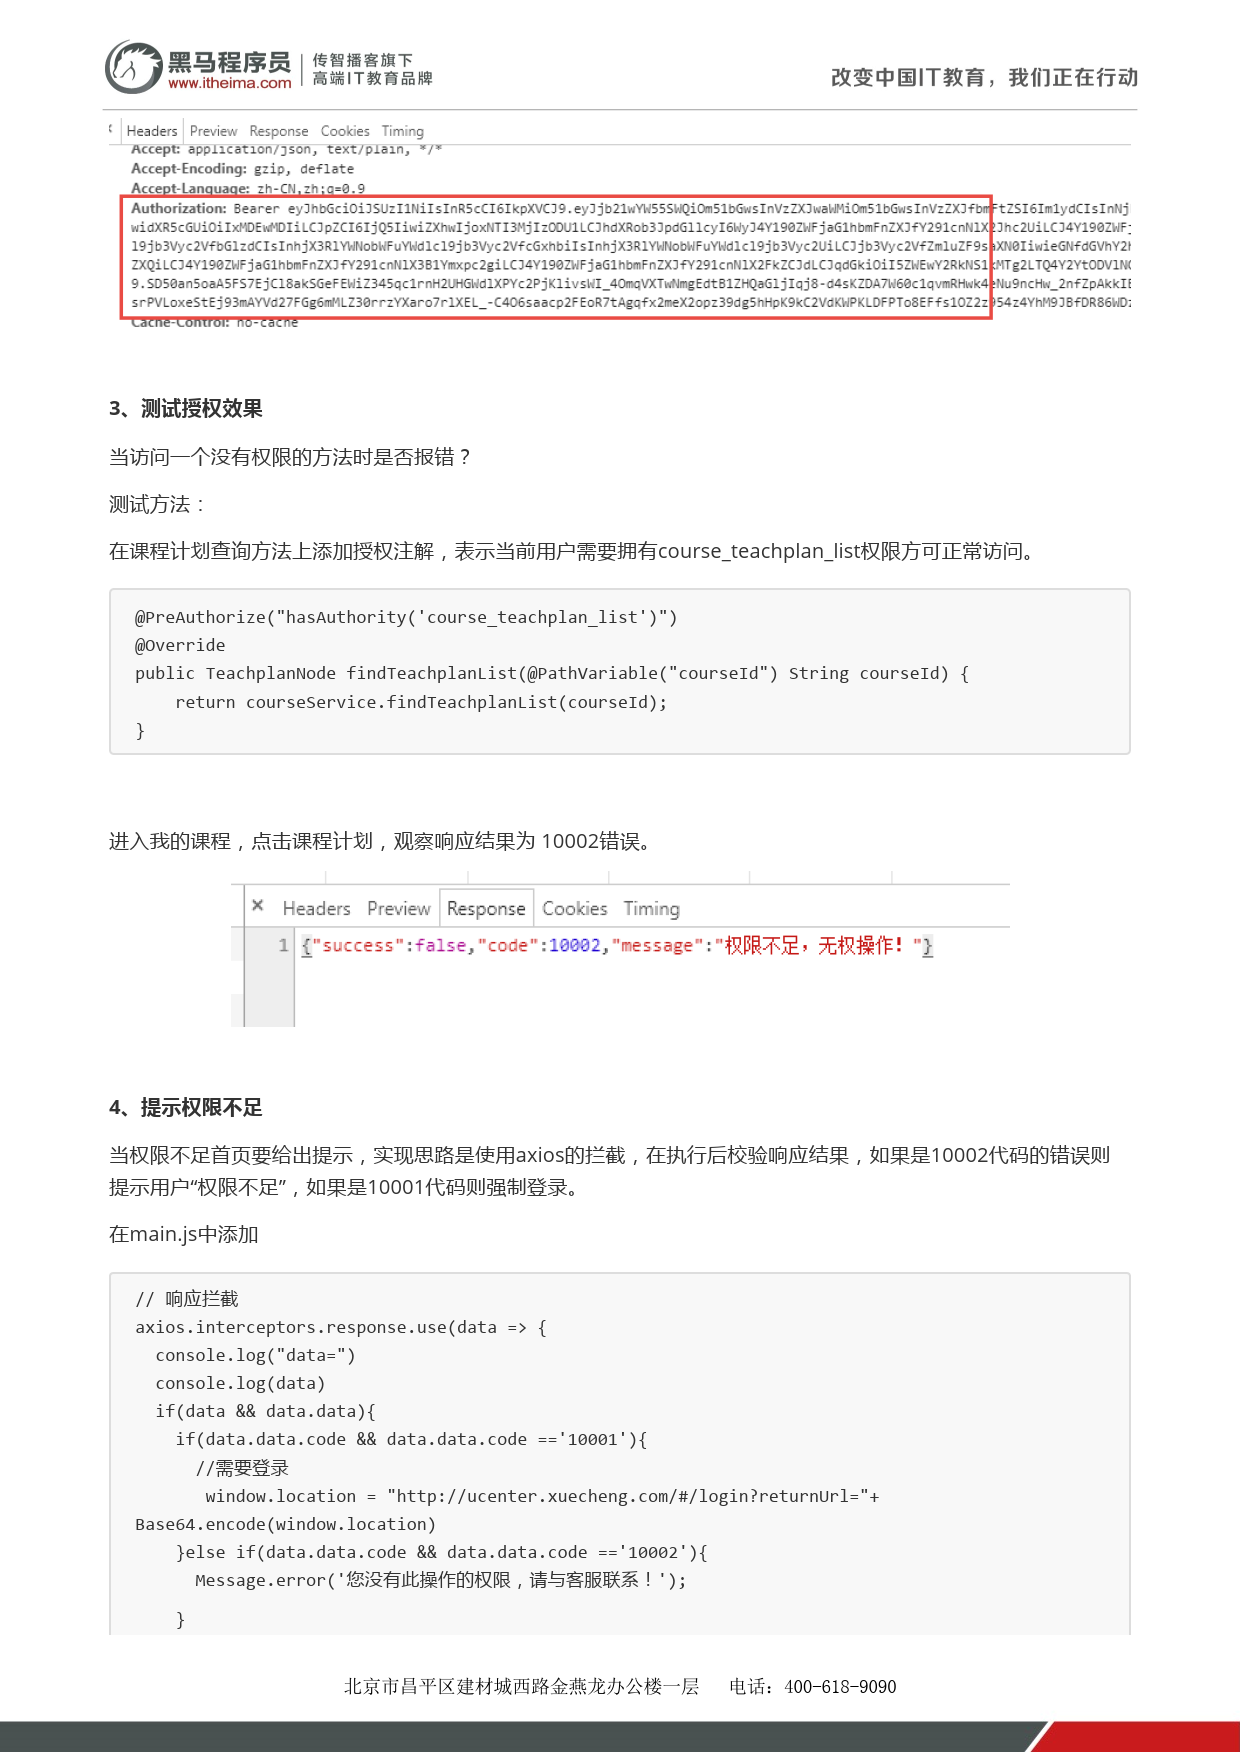 黑马程序员
www.itheima.com
传智播客旗下
高端IT教育品牌
改变中国IT教育，我们正在行动
Headers Preview Response Cookies Timing
Accept: application/json, text/plain, */*
Accept-Encoding: gzip, deflate
Accept-Language: zh-CN,zh;q=0.9
Authorization: Bearer
Cache-Control: no-cache
3、测试授权效果
当访问一个没有权限的方法时是否报错？
测试方法：
在课程计划查询方法上添加授权注解，表示当前用户需要拥有course_teachplan_list权限方可正常访问。
@PreAuthorize("hasAuthority('course_teachplan_list')")
@Override
public TeachplanNode findTeachplanList(@PathVariable("courseId") String courseId) {
    return courseService.findTeachplanList(courseId);
}
进入我的课程，点击课程计划，观察响应结果为 10002错误。
× Headers Preview Response Cookies Timing
1 {"success":false,"code":10002,"message":"权限不足，无权操作！"}
4、提示权限不足
当权限不足首页要给出提示，实现思路是使用axios的拦截，在执行后校验响应结果，如果是10002代码的错误则
提示用户“权限不足”，如果是10001代码则强制登录。
在main.js中添加
// 响应拦截
axios.interceptors.response.use(data => {
  console.log("data=")
  console.log(data)
  if(data && data.data){
    if(data.data.code && data.data.code =='10001'){
      //需要登录
       window.location = "http://ucenter.xuecheng.com/#/login?returnUrl="+
Base64.encode(window.location)
    }else if(data.data.code && data.data.code =='10002'){
      Message.error('您没有此操作的权限，请与客服联系！');
    }
北京市昌平区建材城西路金燕龙办公楼一层 电话：400-618-9090